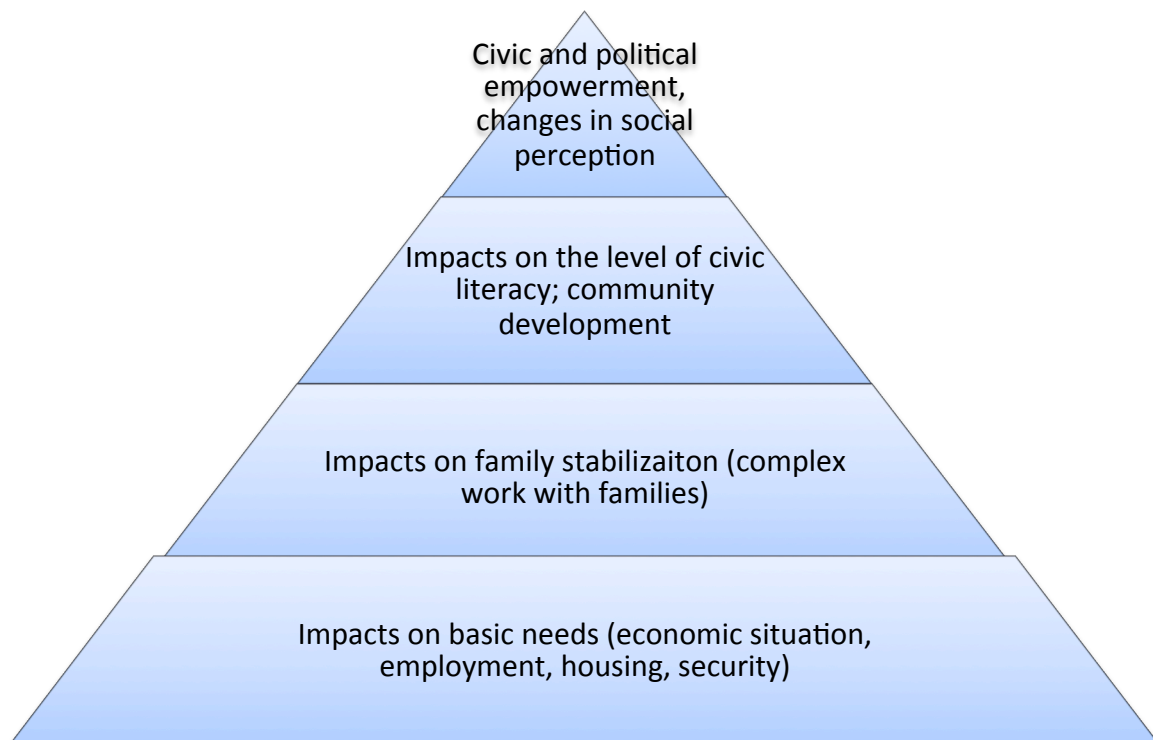 Civic and political
empowerment,
changes in social
perception
Impacts on the level of civic
literacy; community
development
Impacts on family stabilizaiton (complex
work with families)
Impacts on basic needs (economic situation,
employment, housing, security)